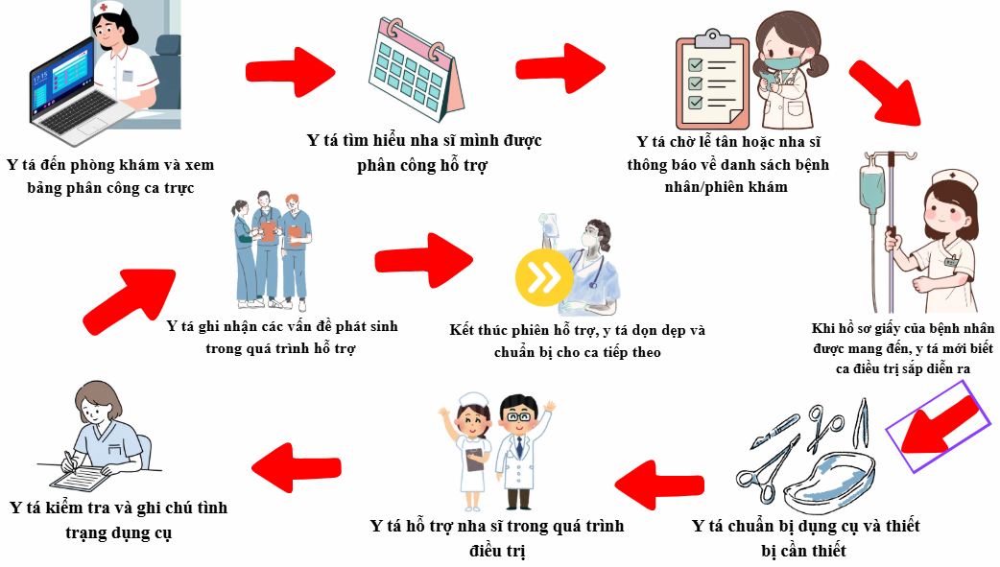 17:15
Y tá đến phòng khám và xem
bảng phân công ca trực
Y tá tìm hiểu nha sĩ mình được
phân công hỗ trợ
Y tá chờ lễ tân hoặc nha sĩ
thông báo về danh sách bệnh
nhân/phiên khám
Khi hồ sơ giấy của bệnh nhân
được mang đến, y tá mới biết
ca điều trị sắp diễn ra
Y tá chuẩn bị dụng cụ và thiết
bị cần thiết
Y tá hỗ trợ nha sĩ trong quá trình
điều trị
Y tá kiểm tra và ghi chú tình
trạng dụng cụ
Y tá ghi nhận các vấn đề phát sinh
trong quá trình hỗ trợ
Kết thúc phiên hỗ trợ, y tá dọn dẹp và
chuẩn bị cho ca tiếp theo